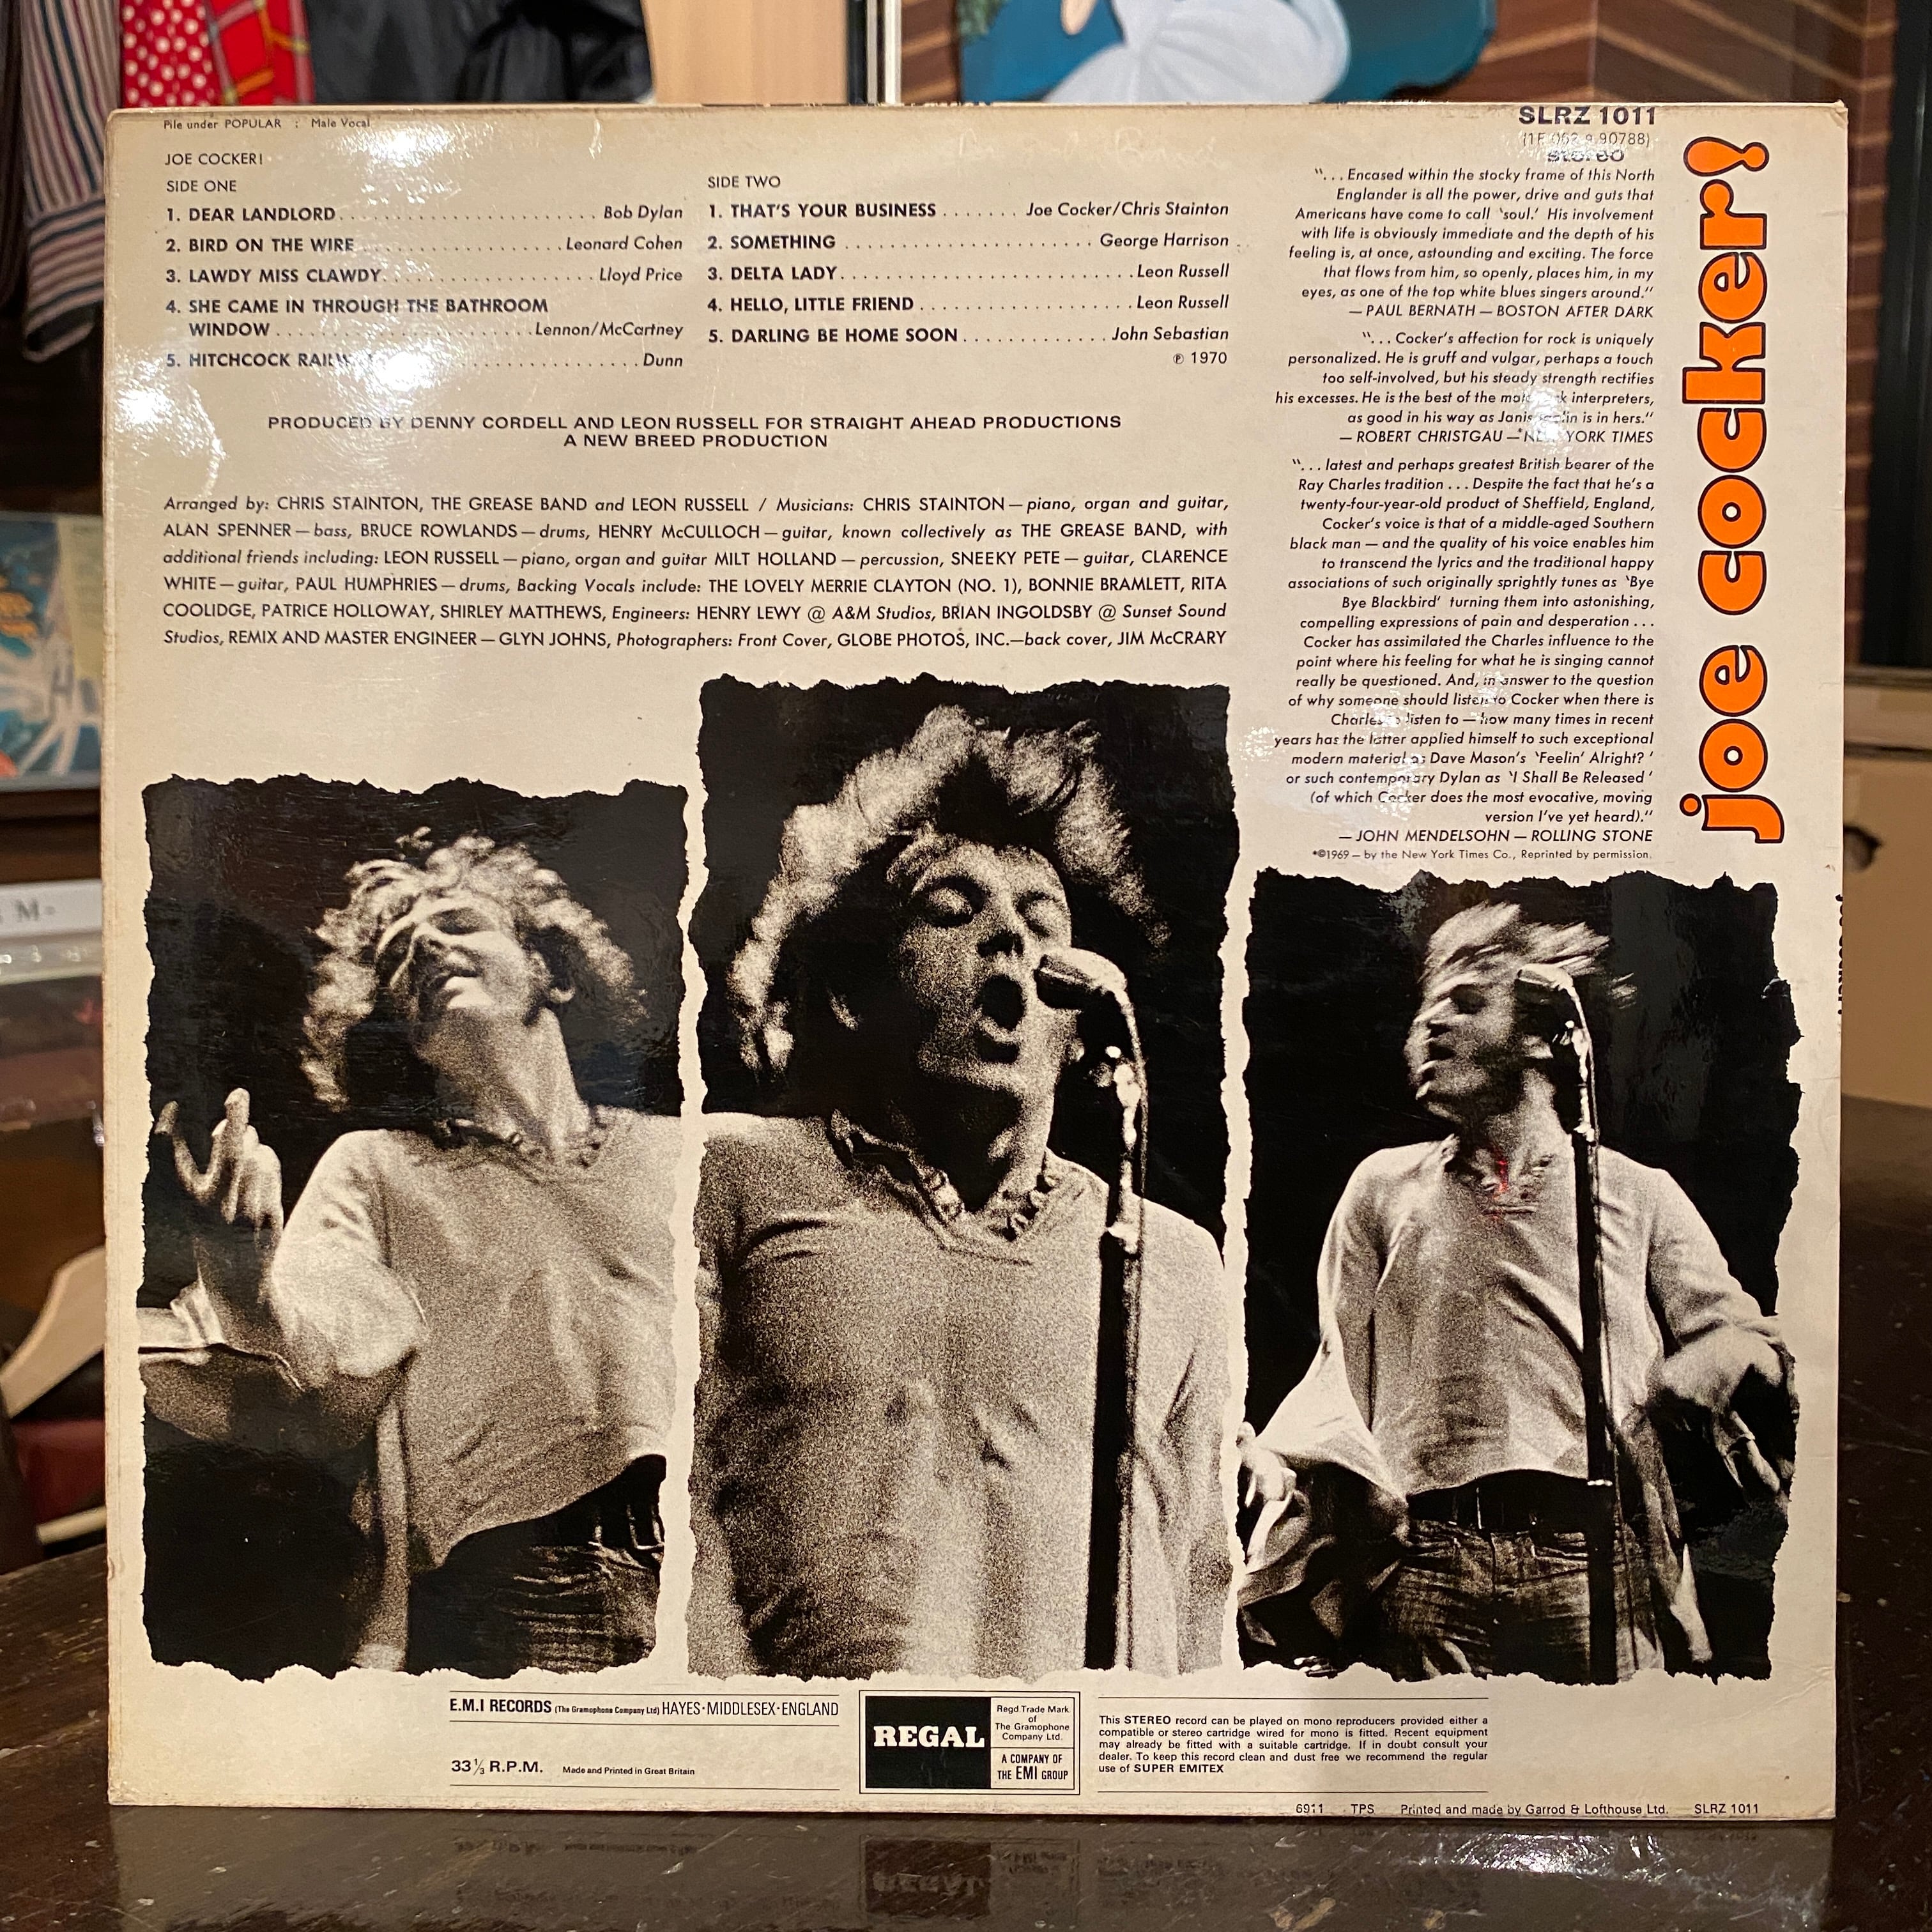 File under POPULAR : Male Vocal
JOE COCKER!
SIDE ONE
1. DEAR LANDLORD. . . . . . . . . . . . . . . . . . . . . . . . . Bob Dylan
2. BIRD ON THE WIRE . . . . . . . . . . . . . . . . . . . . Leonard Cohen
3. LAWDY MISS CLAWDY. . . . . . . . . . . . . . . . . . . . Lloyd Price
4. SHE CAME IN THROUGH THE BATHROOM
WINDOW . . . . . . . . . . . . . . . . . . . . . . . . Lennon/McCartney
5. HITCHCOCK . . . . . . . . . . . . . . . . . . . Dunn
SIDE TWO
1. THAT'S YOUR BUSINESS . . . . . . . Joe Cocker/Chris Stainton
2. SOMETHING . . . . . . . . . . . . . . . . . . . . . . . . George Harrison
3. DELTA LADY. . . . . . . . . . . . . . . . . . . . . . . . . . . . Leon Russell
4. HELLO, LITTLE FRIEND . . . . . . . . . . . . . . . . . . . . . Leon Russell
5. DARLING BE HOME SOON . . . . . . . . . . . . . . John Sebastian
℗ 1970
PRODUCED BY DENNY CORDELL AND LEON RUSSELL FOR STRAIGHT AHEAD PRODUCTIONS
A NEW BREED PRODUCTION
Arranged by: CHRIS STAINTON, THE GREASE BAND and LEON RUSSELL / Musicians: CHRIS STAINTON — piano, organ and guitar,
ALAN SPENNER — bass, BRUCE ROWLANDS — drums, HENRY McCULLOCH — guitar, known collectively as THE GREASE BAND, with
additional friends including: LEON RUSSELL — piano, organ and guitar MILT HOLLAND — percussion, SNEEKY PETE — guitar, CLARENCE
WHITE — guitar, PAUL HUMPHRIES — drums, Backing Vocals include: THE LOVELY MERRIE CLAYTON (NO. 1), BONNIE BRAMLETT, RITA
COOLIDGE, PATRICE HOLLOWAY, SHIRLEY MATTHEWS, Engineers: HENRY LEWY @ A&M Studios, BRIAN INGOLDSBY @ Sunset Sound
Studios, REMIX AND MASTER ENGINEER — GLYN JOHNS, Photographers: Front Cover, GLOBE PHOTOS, INC.—back cover, JIM McCRARY
SLRZ 1011
stereo
"... Encased within the stocky frame of this North
Englander is all the power, drive and guts that
Americans have come to call 'soul.' His involvement
with life is obviously immediate and the depth of his
feeling is, at once, astounding and exciting. The force
that flows from him, so openly, places him, in my
eyes, as one of the top white blues singers around."
— PAUL BERNATH — BOSTON AFTER DARK
"... Cocker's affection for rock is uniquely
personalized. He is gruff and vulgar, perhaps a touch
too self-involved, but his steady strength rectifies
his excesses. He is the best of the interpreters,
as good in his way as Janis is in hers."
— ROBERT CHRISTGAU —*NEW YORK TIMES
"... latest and perhaps greatest British bearer of the
Ray Charles tradition ... Despite the fact that he's a
twenty-four-year-old product of Sheffield, England,
Cocker's voice is that of a middle-aged Southern
black man — and the quality of his voice enables him
to transcend the lyrics and the traditional happy
associations of such originally sprightly tunes as 'Bye
Bye Blackbird' turning them into astonishing,
compelling expressions of pain and desperation ...
Cocker has assimilated the Charles influence to the
point where his feeling for what he is singing cannot
really be questioned. And, in answer to the question
of why someone should listen to Cocker when there is
Charles to listen to — how many times in recent
years has the latter applied himself to such exceptional
modern material as Dave Mason's 'Feelin' Alright?'
or such contemporary Dylan as 'I Shall Be Released'
(of which Cocker does the most evocative, moving
version I've yet heard)."
— JOHN MENDELSOHN — ROLLING STONE
*©1969 — by the New York Times Co., Reprinted by permission.
joe cocker!
E.M.I RECORDS (The Gramophone Company Ltd) HAYES·MIDDLESEX·ENGLAND
33⅓ R.P.M. Made and Printed in Great Britain
REGAL
Regd Trade Mark
of
The Gramophone
Company Ltd.
A COMPANY OF
THE EMI GROUP
This STEREO record can be played on mono reproducers provided either a
compatible or stereo cartridge wired for mono is fitted. Recent equipment
may already be fitted with a suitable cartridge. If in doubt consult your
dealer. To keep this record clean and dust free we recommend the regular
use of SUPER EMITEX
TPS Printed and made by Garrod & Lofthouse Ltd. SLRZ 1011